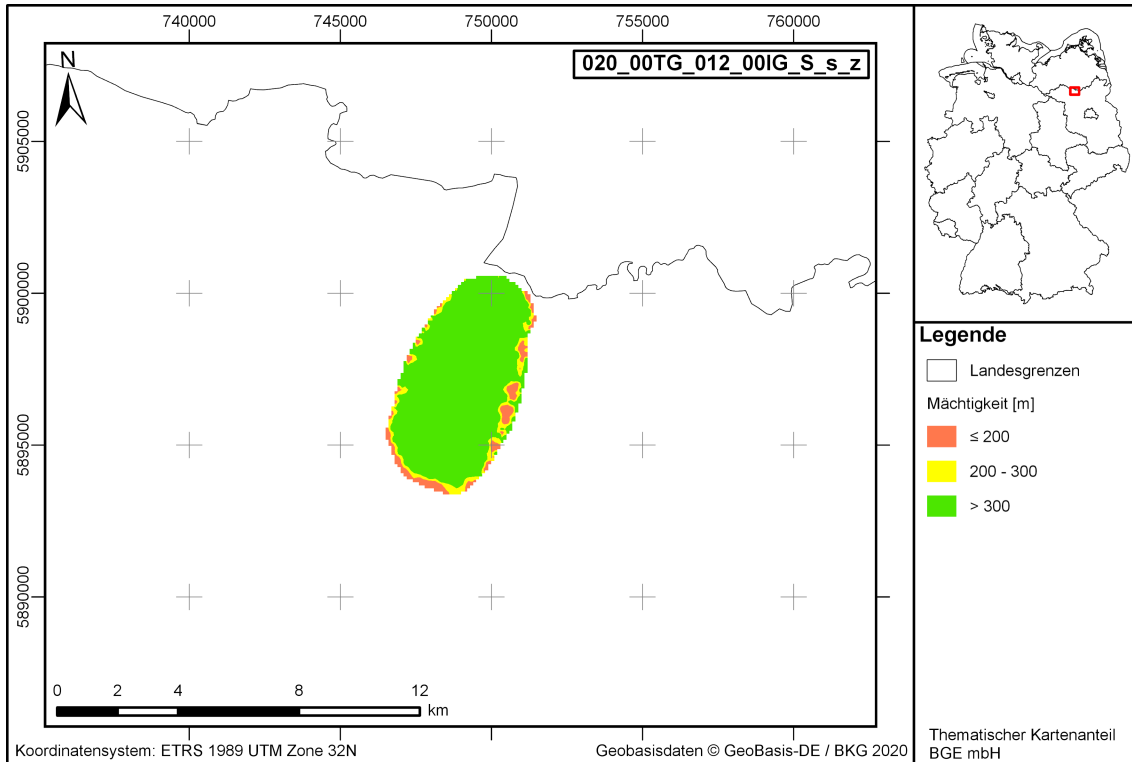 740000 745000 750000 755000 760000
N
020_00TG_012_00IG_S_s_z
5905000
5900000
5895000
5890000
0 2 4 8 12
km
Koordinatensystem: ETRS 1989 UTM Zone 32N
Geobasisdaten © GeoBasis-DE / BKG 2020
Legende
Landesgrenzen
Mächtigkeit [m]
≤ 200
200 - 300
> 300
Thematischer Kartenanteil
BGE mbH